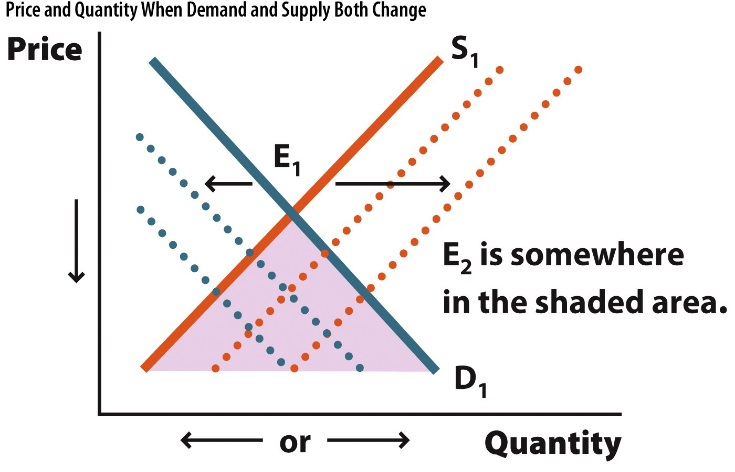 Price and Quantity When Demand and Supply Both Change
Price
S₁
E₁
E₂ is somewhere
in the shaded area.
D₁
or
Quantity